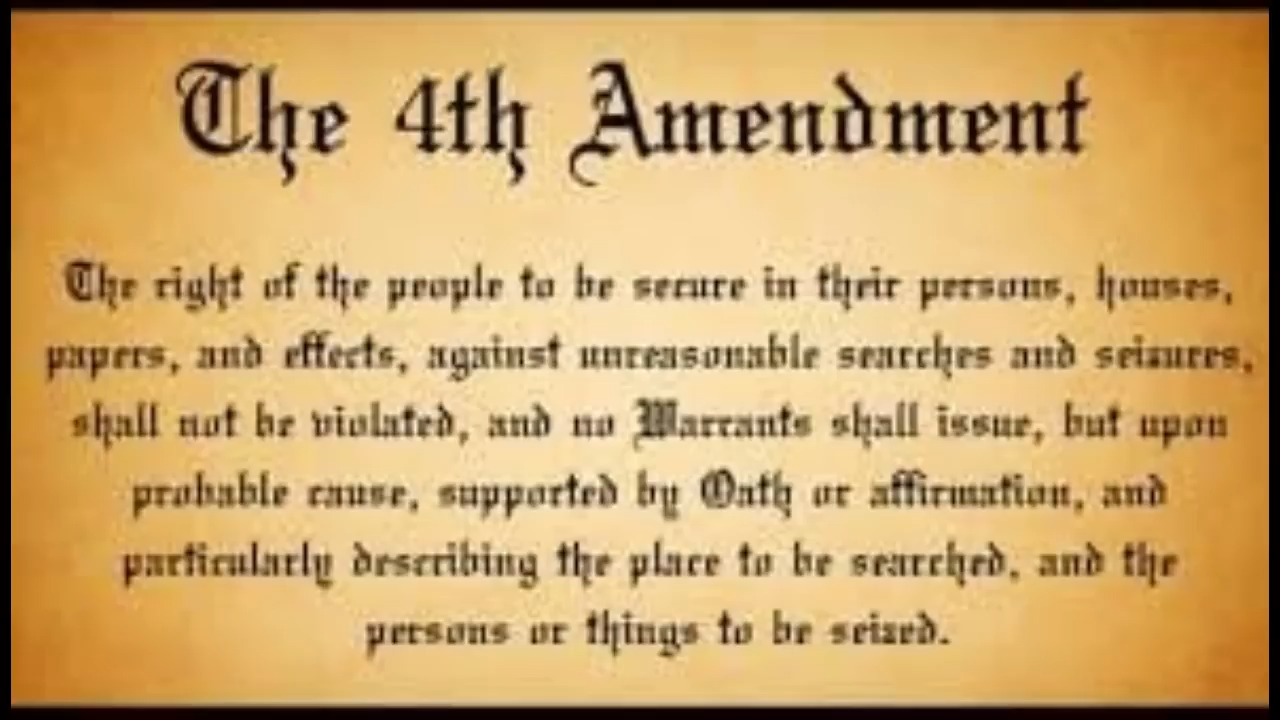 The 4th Amendment
The right of the people to be secure in their persons, houses,
papers, and effects, against unreasonable searches and seizures,
shall not be violated, and no Warrants shall issue, but upon
probable cause, supported by Oath or affirmation, and
particularly describing the place to be searched, and the
persons or things to be seized.